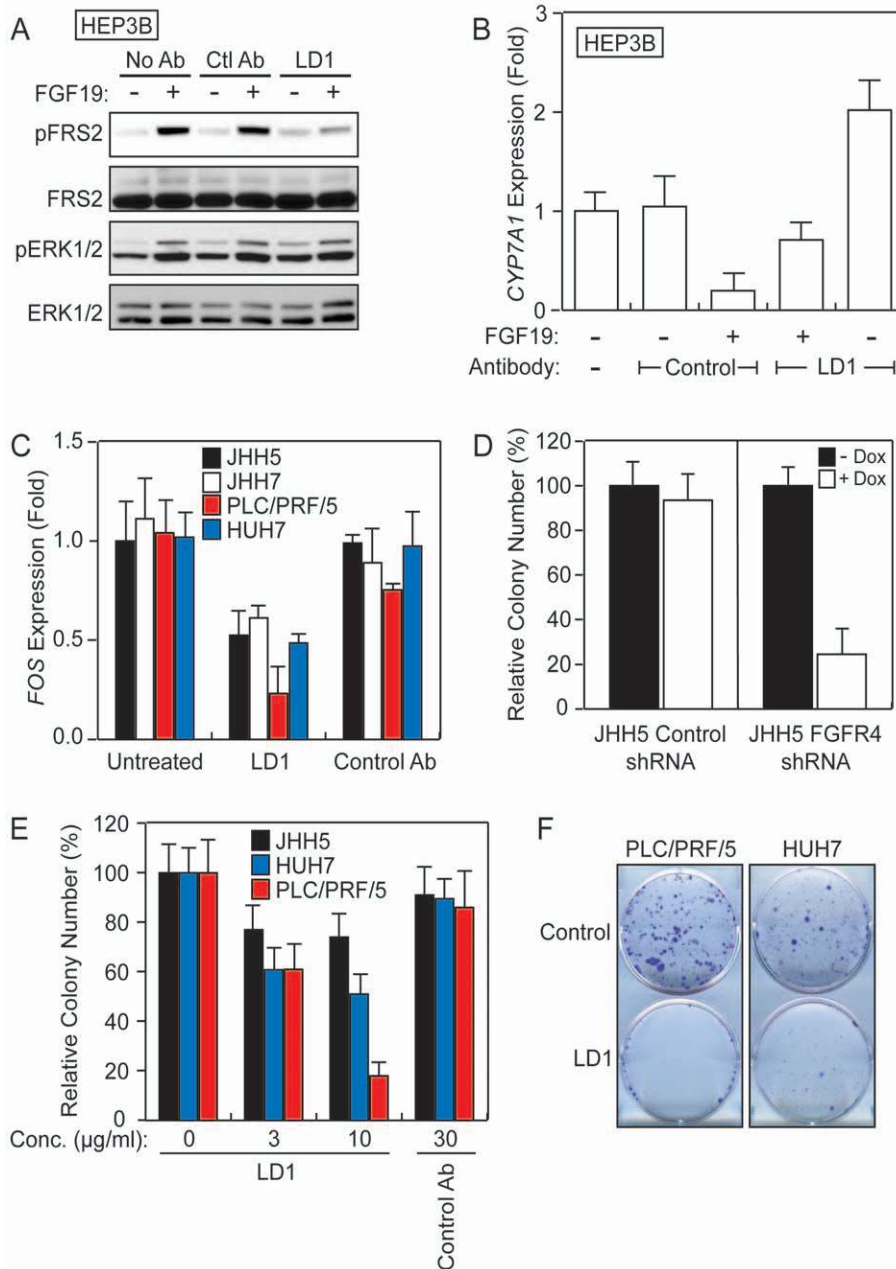 A
HEP3B
No Ab Ctl Ab LD1
FGF19: - + - + - +
pFRS2
FRS2
pERK1/2
ERK1/2
B
HEP3B
CYP7A1 Expression (Fold)
3
2
1
0
FGF19: - - + + -
Antibody: - Control LD1
C
FOS Expression (Fold)
1.5
1.0
0.5
0.0
JHH5
JHH7
PLC/PRF/5
HUH7
Untreated LD1 Control Ab
D
Relative Colony Number (%)
120
100
80
60
40
20
0
- Dox
+ Dox
JHH5 Control shRNA
JHH5 FGFR4 shRNA
E
Relative Colony Number (%)
120
100
80
60
40
20
0
JHH5
HUH7
PLC/PRF/5
Conc. (µg/ml): 0 3 10 30
LD1
Control Ab
F
PLC/PRF/5 HUH7
Control
LD1